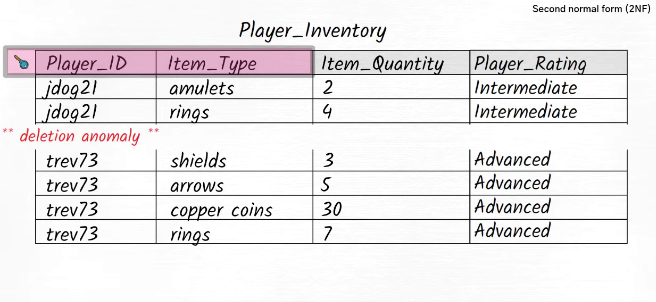 Second normal form (2NF)
Player_Inventory
Player_ID Item_Type Item_Quantity Player_Rating
jdog21 amulets 2 Intermediate
jdog21 rings 4 Intermediate
** deletion anomaly **
trev73 shields 3 Advanced
trev73 arrows 5 Advanced
trev73 copper coins 30 Advanced
trev73 rings 7 Advanced